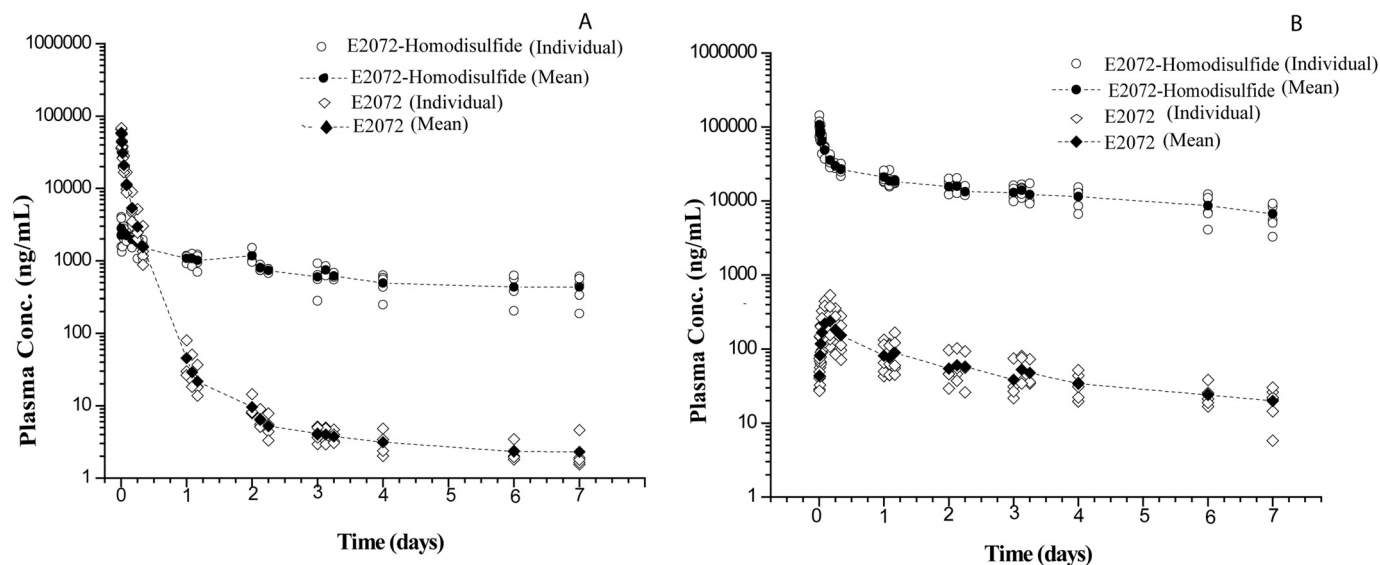 A
E2072-Homodisulfide (Individual)
E2072-Homodisulfide (Mean)
E2072 (Individual)
E2072 (Mean)
1000000
100000
10000
1000
100
10
1
Plasma Conc. (ng/mL)
0 1 2 3 4 5 6 7
Time (days)
B
E2072-Homodisulfide (Individual)
E2072-Homodisulfide (Mean)
E2072 (Individual)
E2072 (Mean)
1000000
100000
10000
1000
100
10
1
Plasma Conc. (ng/mL)
0 1 2 3 4 5 6 7
Time (days)